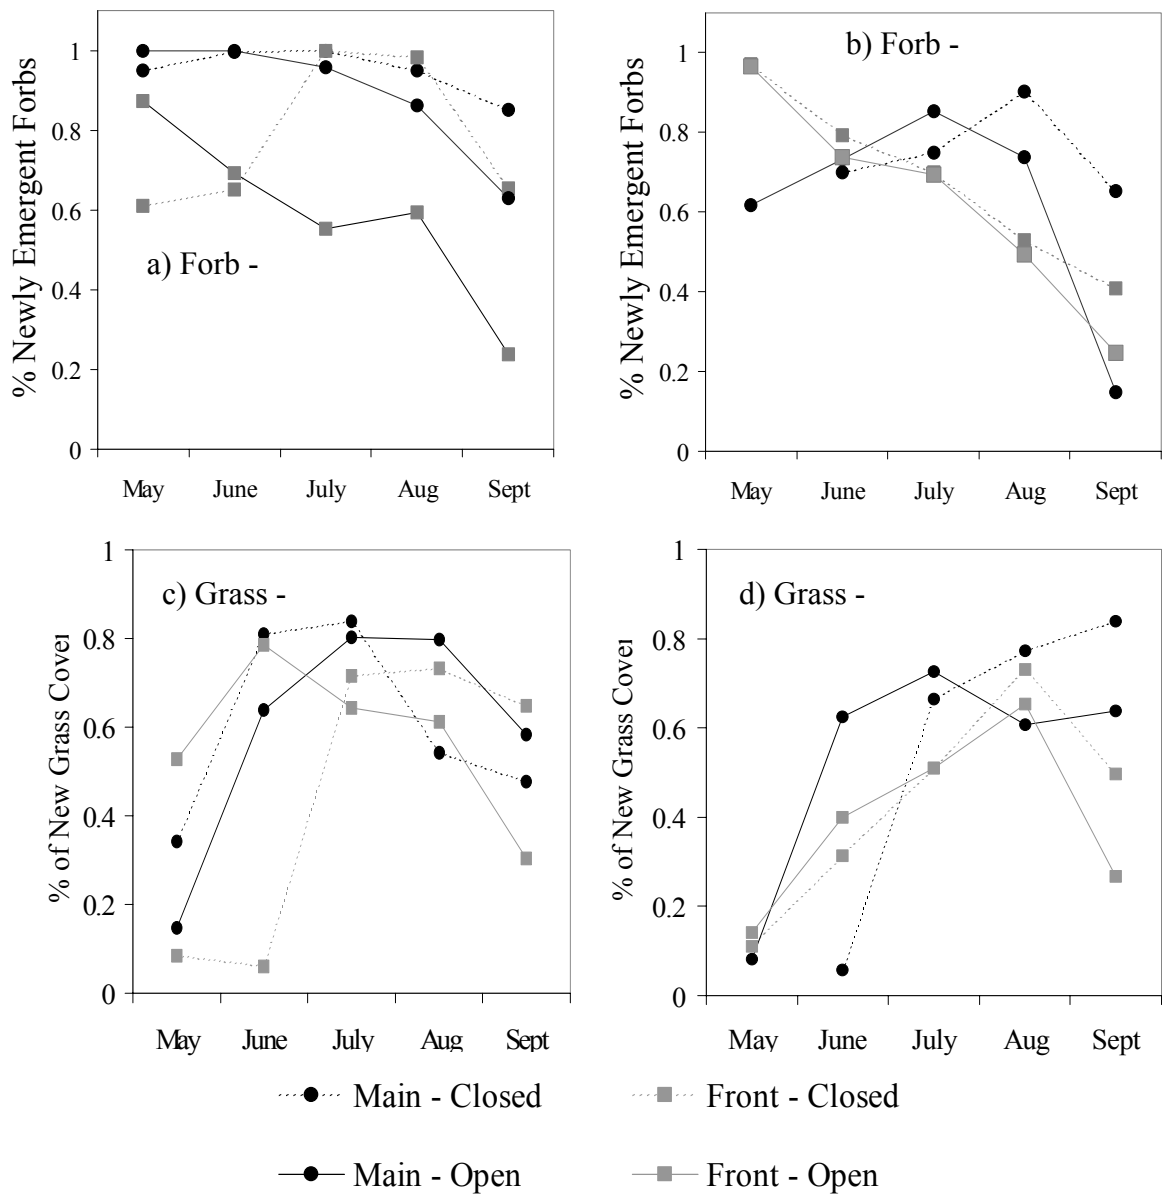 % Newly Emergent Forbs
1
0.8
0.6
0.4
0.2
0
a) Forb -
May June July Aug Sept
% Newly Emergent Forbs
1
0.8
0.6
0.4
0.2
0
b) Forb -
May June July Aug Sept
% of New Grass Cover
1
0.8
0.6
0.4
0.2
0
c) Grass -
May June July Aug Sept
% of New Grass Cover
1
0.8
0.6
0.4
0.2
0
d) Grass -
May June July Aug Sept
Main - Closed
Front - Closed
Main - Open
Front - Open